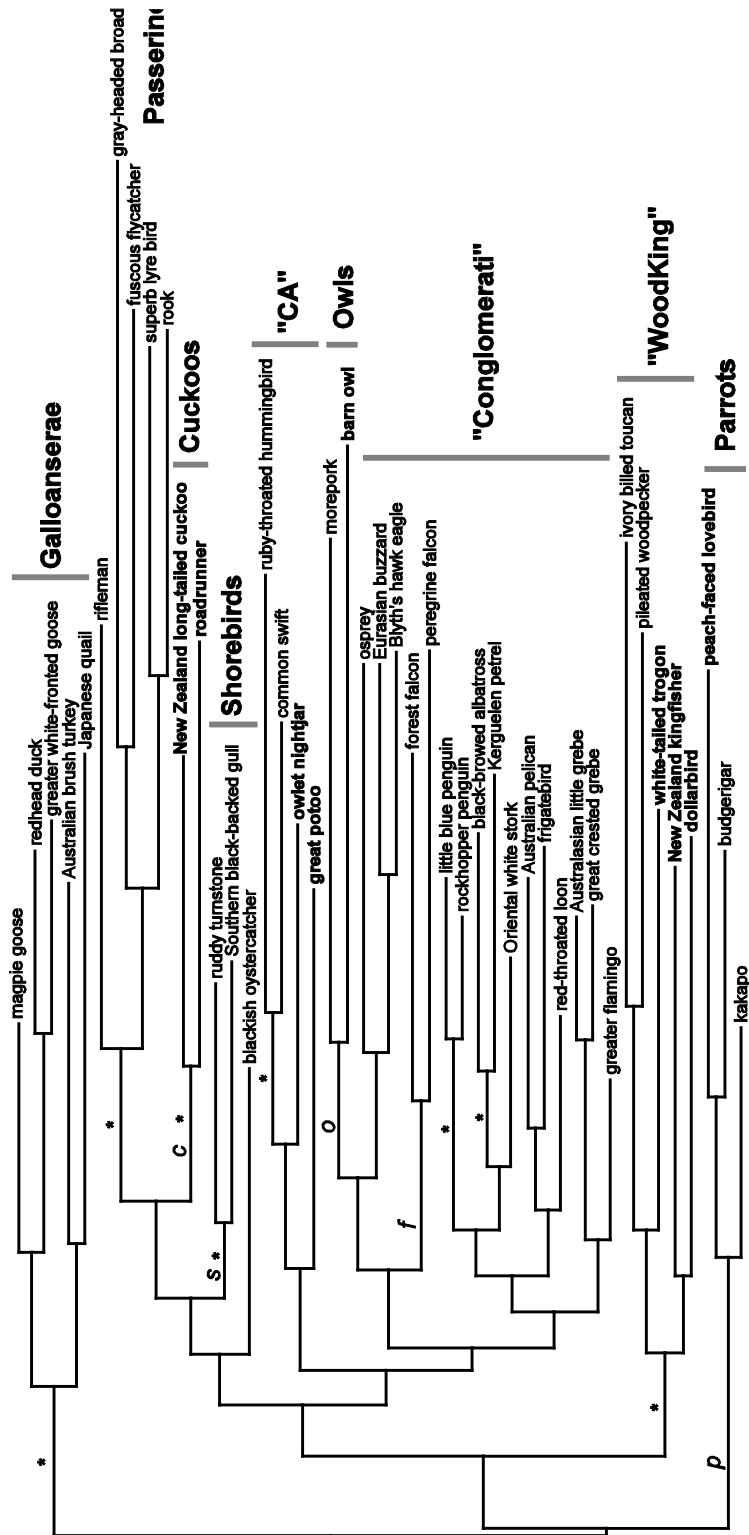 magpie goose
redhead duck
greater white-fronted goose
Australian brush turkey
Japanese quail
Galloanserae
*
rifleman
gray-headed broad
fuscous flycatcher
superb lyre bird
rook
Passerin
*
New Zealand long-tailed cuckoo
roadrunner
Cuckoos
c *
ruddy turnstone
Southern black-backed gull
blackish oystercatcher
Shorebirds
s *
ruby-throated hummingbird
common swift
owlet nightjar
great potoo
"CA"
*
morepork
barn owl
Owls
o
osprey
Eurasian buzzard
Blyth's hawk eagle
forest falcon
peregrine falcon
f
little blue penguin
rockhopper penguin
*
black-browed albatross
Kerguelen petrel
*
Oriental white stork
Australian pelican
frigatebird
red-throated loon
Australasian little grebe
great crested grebe
greater flamingo
"Conglomerati"
ivory billed toucan
pileated woodpecker
white-tailed trogon
New Zealand kingfisher
dollarbird
"WoodKing"
*
peach-faced lovebird
budgerigar
kakapo
Parrots
p